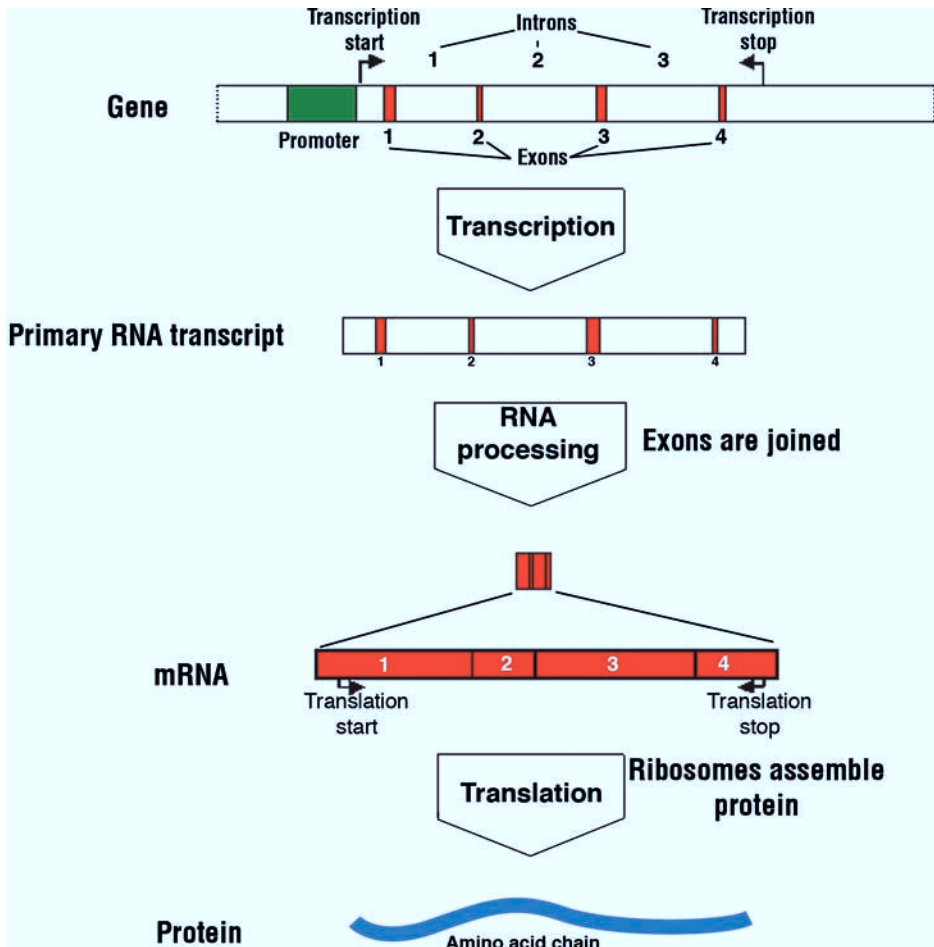 Transcription
start
Introns
Transcription
stop
1
2
3
Gene
Promoter
1
2
3
4
Exons
Transcription
Primary RNA transcript
1
2
3
4
RNA
processing
Exons are joined
mRNA
1
2
3
4
Translation
start
Translation
stop
Translation
Ribosomes assemble
protein
Protein
Amino acid chain